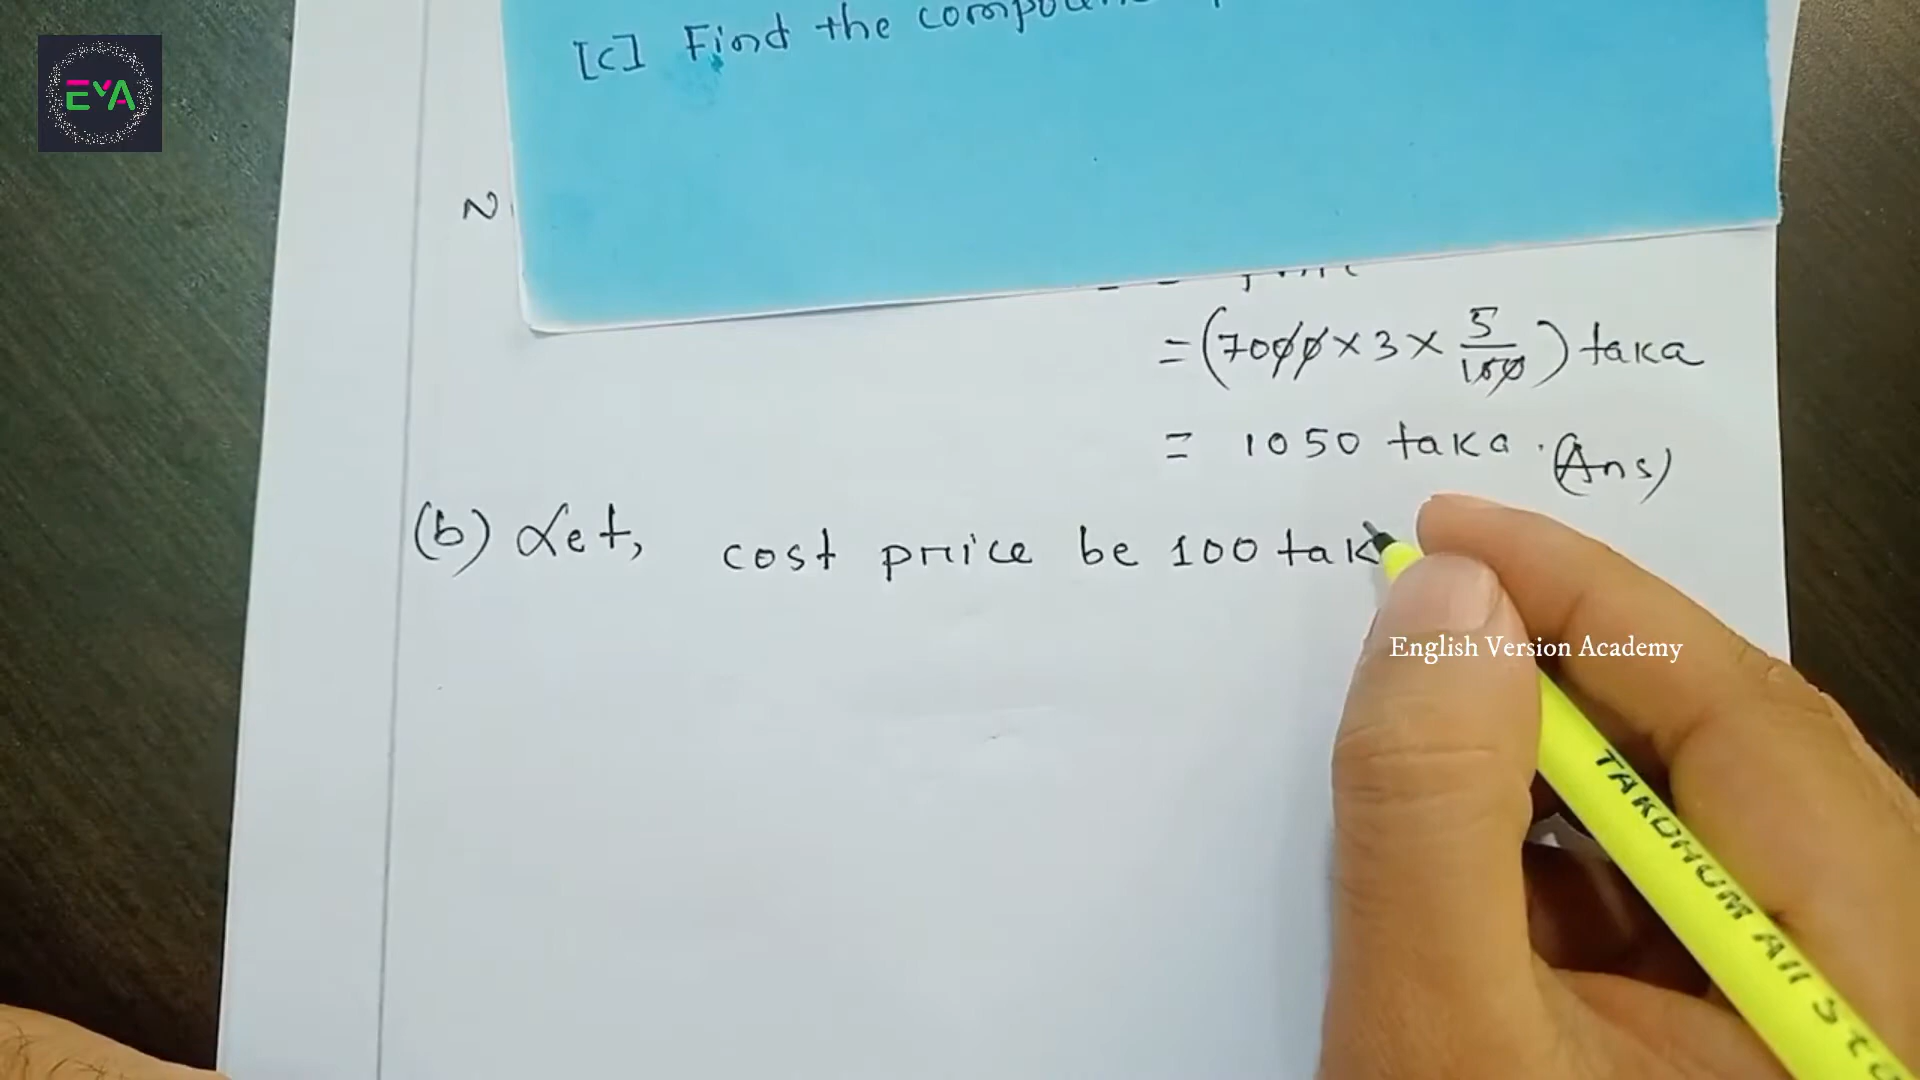 EYA
[c] Find the
N
= (7000 × 3 × 5/100) taka
= 1050 taka. (Ans)
(b) Let, cost price be 100 tak
English Version Academy
TAKDHUM All